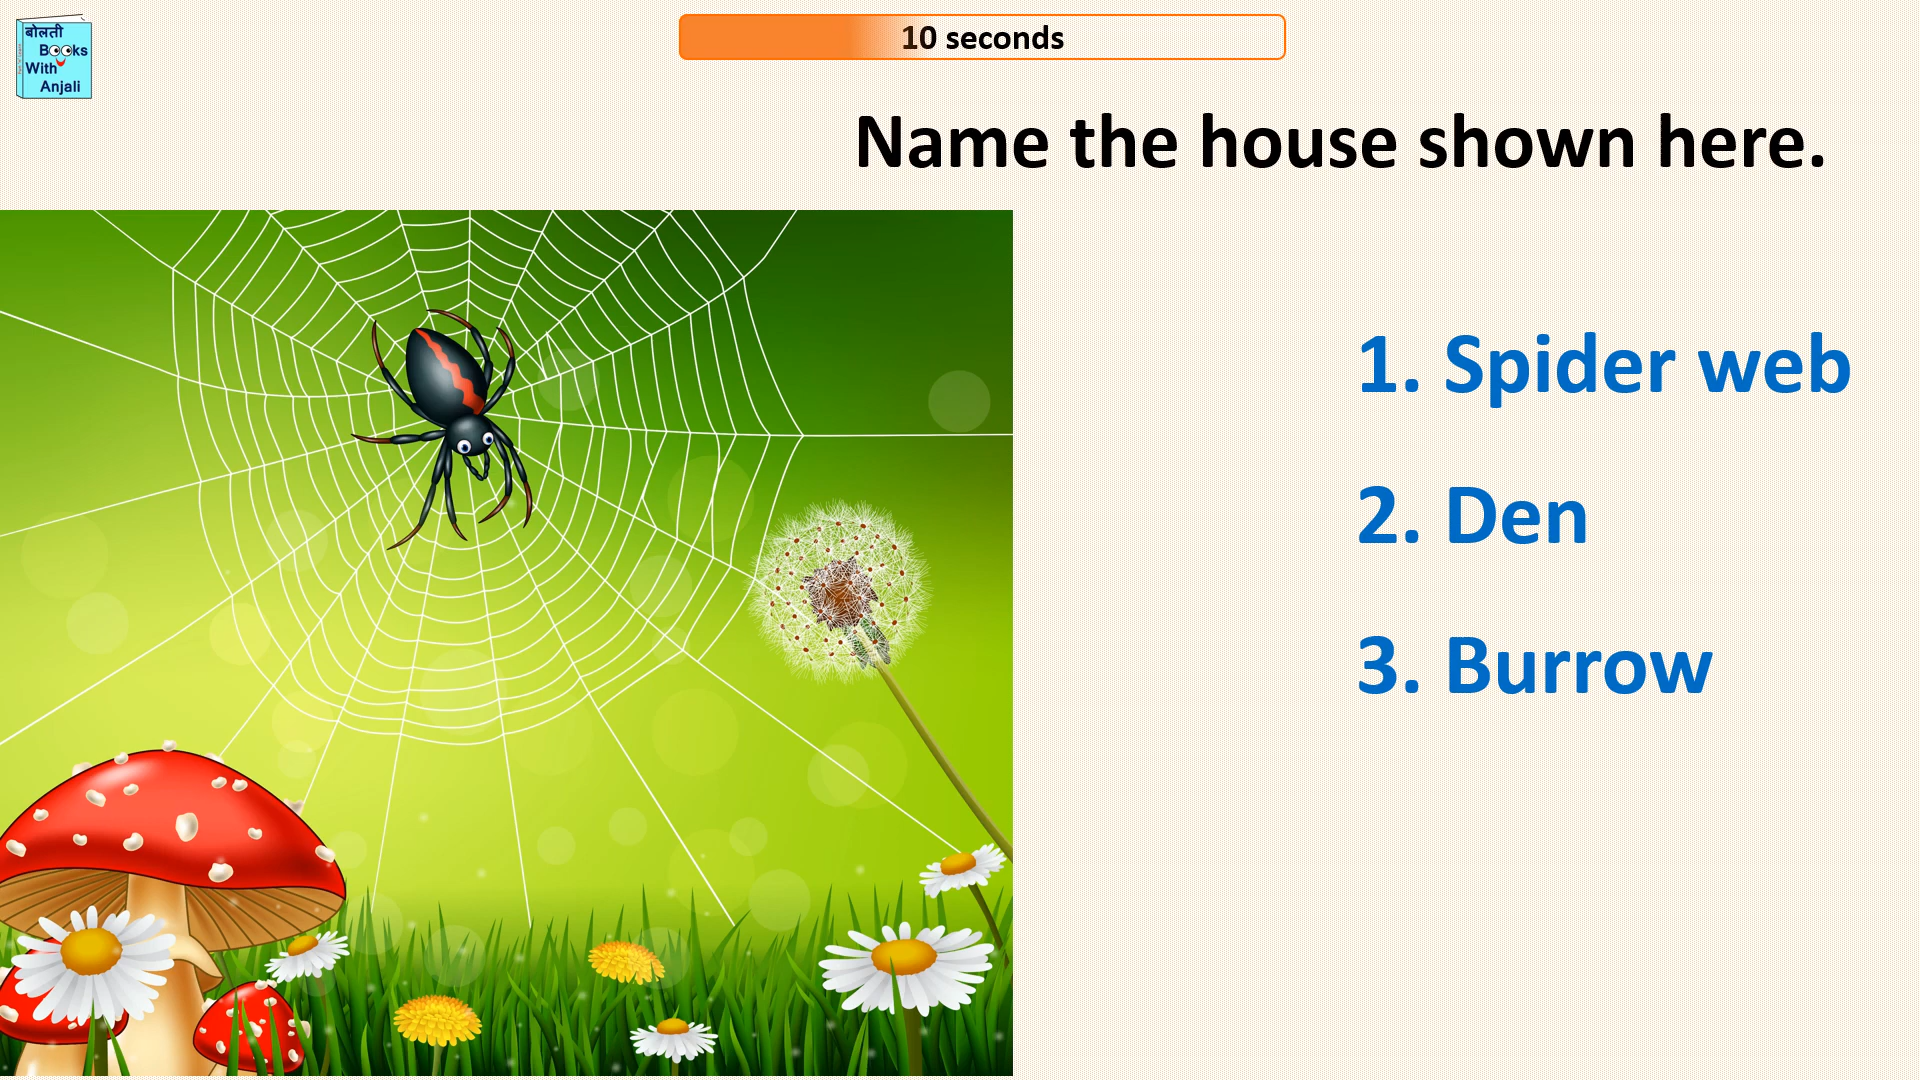 बोलती
Books
With
Anjali
10 seconds
Name the house shown here.
1. Spider web
2. Den
3. Burrow